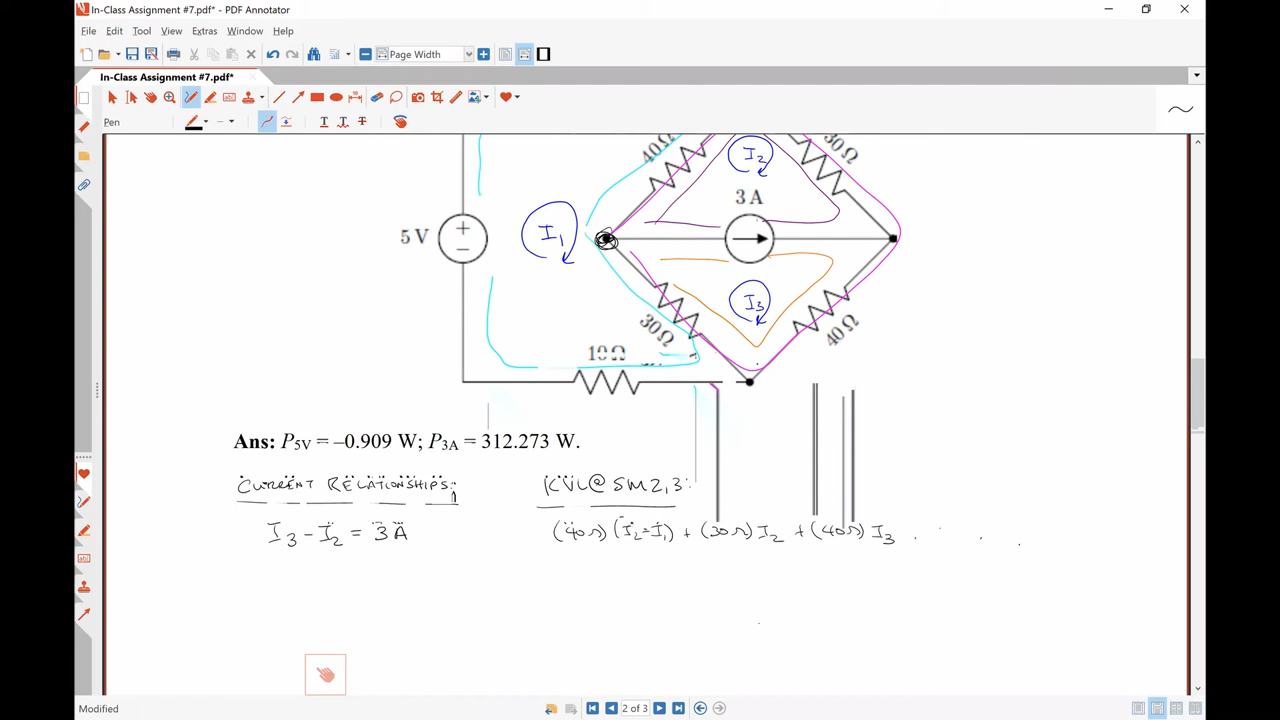 In-Class Assignment #7.pdf* - PDF Annotator
File Edit Tool View Extras Window Help
Page Width
In-Class Assignment #7.pdf*
Pen
40Ω
I₂
30Ω
3 A
5 V
I₁
I₃
30Ω
40Ω
10Ω
Ans: P5V = –0.909 W; P3A = 312.273 W.
CURRENT RELATIONSHIPS:
KVL@ SM2,3:
I₃ - I₂ = 3A
(40Ω)(I₂-I₁) + (30Ω)I₂ + (40Ω)I₃
Modified
2 of 3